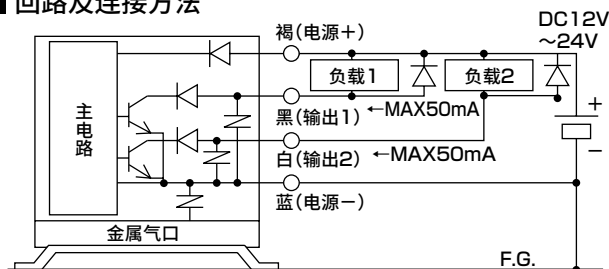 回路及连接方法
DC12V
～24V
褐(电源＋)
负载1
负载2
主电路
黑(输出1)
←MAX50mA
＋
白(输出2)
←MAX50mA
－
蓝(电源－)
金属气口
F.G.